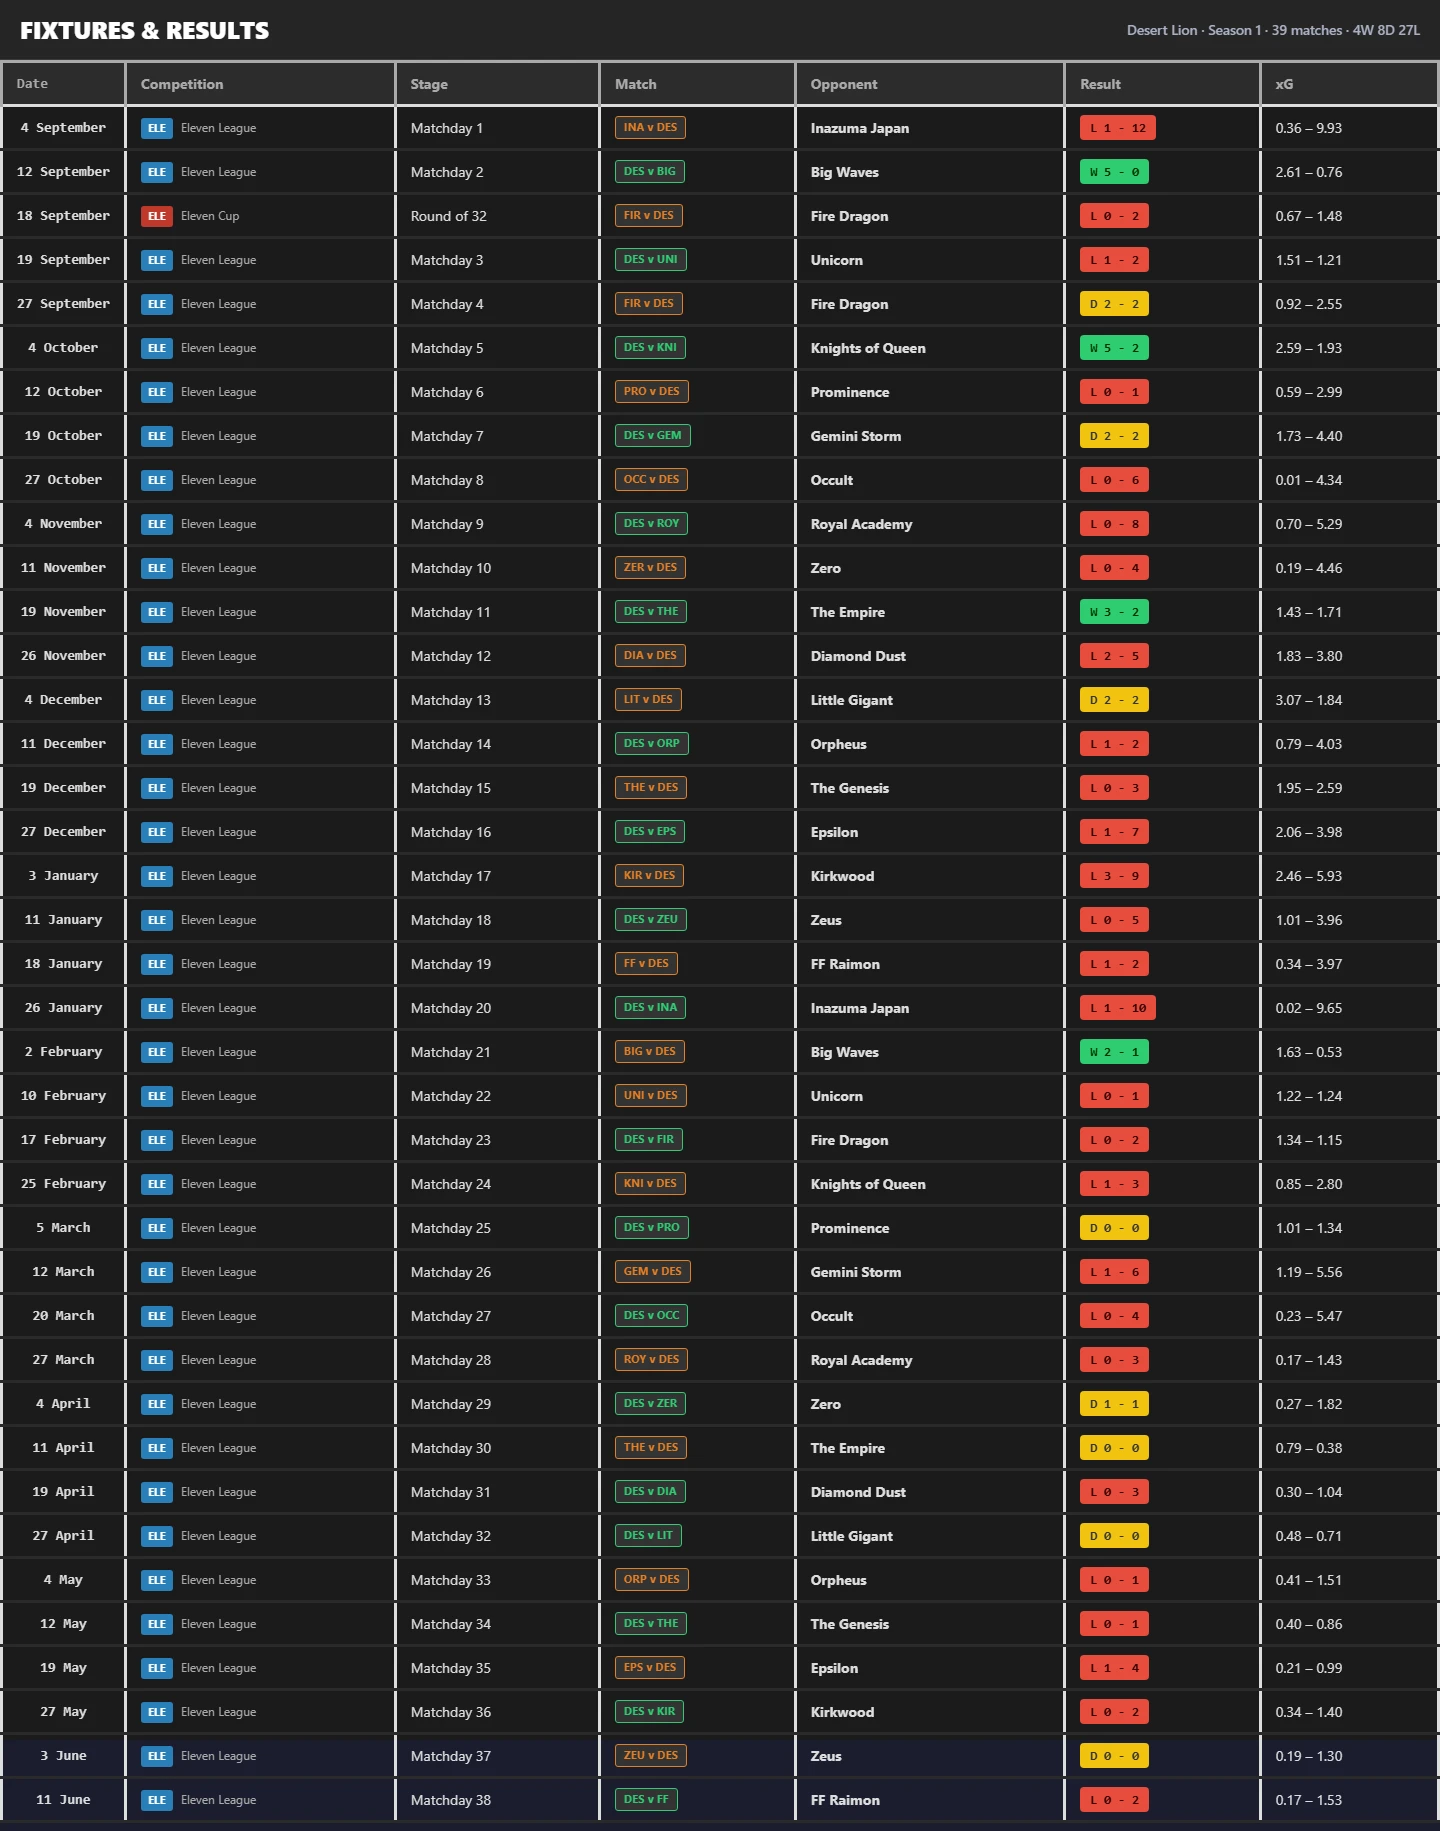 FIXTURES & RESULTS
Desert Lion · Season 1 · 39 matches · 4W 8D 27L
Date Competition Stage Match Opponent Result xG
4 September ELE Eleven League Matchday 1 INA v DES Inazuma Japan L 1 - 12 0.36 – 9.93
12 September ELE Eleven League Matchday 2 DES v BIG Big Waves W 5 - 0 2.61 – 0.76
18 September ELE Eleven Cup Round of 32 FIR v DES Fire Dragon L 0 - 2 0.67 – 1.48
19 September ELE Eleven League Matchday 3 DES v UNI Unicorn L 1 - 2 1.51 – 1.21
27 September ELE Eleven League Matchday 4 FIR v DES Fire Dragon D 2 - 2 0.92 – 2.55
4 October ELE Eleven League Matchday 5 DES v KNI Knights of Queen W 5 - 2 2.59 – 1.93
12 October ELE Eleven League Matchday 6 PRO v DES Prominence L 0 - 1 0.59 – 2.99
19 October ELE Eleven League Matchday 7 DES v GEM Gemini Storm D 2 - 2 1.73 – 4.40
27 October ELE Eleven League Matchday 8 OCC v DES Occult L 0 - 6 0.01 – 4.34
4 November ELE Eleven League Matchday 9 DES v ROY Royal Academy L 0 - 8 0.70 – 5.29
11 November ELE Eleven League Matchday 10 ZER v DES Zero L 0 - 4 0.19 – 4.46
19 November ELE Eleven League Matchday 11 DES v THE The Empire W 3 - 2 1.43 – 1.71
26 November ELE Eleven League Matchday 12 DIA v DES Diamond Dust L 2 - 5 1.83 – 3.80
4 December ELE Eleven League Matchday 13 LIT v DES Little Gigant D 2 - 2 3.07 – 1.84
11 December ELE Eleven League Matchday 14 DES v ORP Orpheus L 1 - 2 0.79 – 4.03
19 December ELE Eleven League Matchday 15 THE v DES The Genesis L 0 - 3 1.95 – 2.59
27 December ELE Eleven League Matchday 16 DES v EPS Epsilon L 1 - 7 2.06 – 3.98
3 January ELE Eleven League Matchday 17 KIR v DES Kirkwood L 3 - 9 2.46 – 5.93
11 January ELE Eleven League Matchday 18 DES v ZEU Zeus L 0 - 5 1.01 – 3.96
18 January ELE Eleven League Matchday 19 FF v DES FF Raimon L 1 - 2 0.34 – 3.97
26 January ELE Eleven League Matchday 20 DES v INA Inazuma Japan L 1 - 10 0.02 – 9.65
2 February ELE Eleven League Matchday 21 BIG v DES Big Waves W 2 - 1 1.63 – 0.53
10 February ELE Eleven League Matchday 22 UNI v DES Unicorn L 0 - 1 1.22 – 1.24
17 February ELE Eleven League Matchday 23 DES v FIR Fire Dragon L 0 - 2 1.34 – 1.15
25 February ELE Eleven League Matchday 24 KNI v DES Knights of Queen L 1 - 3 0.85 – 2.80
5 March ELE Eleven League Matchday 25 DES v PRO Prominence D 0 - 0 1.01 – 1.34
12 March ELE Eleven League Matchday 26 GEM v DES Gemini Storm L 1 - 6 1.19 – 5.56
20 March ELE Eleven League Matchday 27 DES v OCC Occult L 0 - 4 0.23 – 5.47
27 March ELE Eleven League Matchday 28 ROY v DES Royal Academy L 0 - 3 0.17 – 1.43
4 April ELE Eleven League Matchday 29 DES v ZER Zero D 1 - 1 0.27 – 1.82
11 April ELE Eleven League Matchday 30 THE v DES The Empire D 0 - 0 0.79 – 0.38
19 April ELE Eleven League Matchday 31 DES v DIA Diamond Dust L 0 - 3 0.30 – 1.04
27 April ELE Eleven League Matchday 32 DES v LIT Little Gigant D 0 - 0 0.48 – 0.71
4 May ELE Eleven League Matchday 33 ORP v DES Orpheus L 0 - 1 0.41 – 1.51
12 May ELE Eleven League Matchday 34 DES v THE The Genesis L 0 - 1 0.40 – 0.86
19 May ELE Eleven League Matchday 35 EPS v DES Epsilon L 1 - 4 0.21 – 0.99
27 May ELE Eleven League Matchday 36 DES v KIR Kirkwood L 0 - 2 0.34 – 1.40
3 June ELE Eleven League Matchday 37 ZEU v DES Zeus D 0 - 0 0.19 – 1.30
11 June ELE Eleven League Matchday 38 DES v FF FF Raimon L 0 - 2 0.17 – 1.53